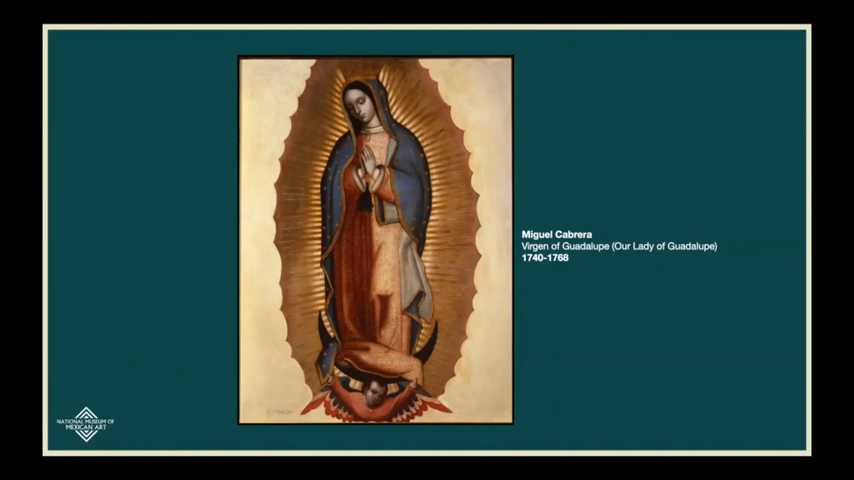 Miguel Cabrera
Virgen of Guadalupe (Our Lady of Guadalupe)
1740-1768
NATIONAL MUSEUM OF
MEXICAN ART